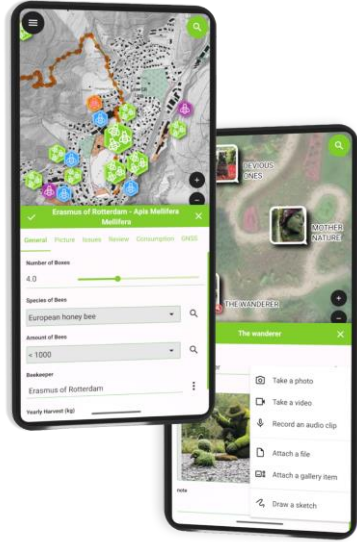 Erasmus of Rotterdam - Apis Mellifera
Mellifera
General Picture Issues Review Consumption GNSS
Number of Boxes
4.0
Species of Bees
European honey bee
Amount of Bees
< 1000
Beekeeper
Erasmus of Rotterdam
Yearly Harvest (kg)
DEVIOUS
ONES
MOTHER
NATURE
THE WANDERER
The wanderer
Take a photo
Take a video
Record an audio clip
Attach a file
Attach a gallery item
Draw a sketch
note